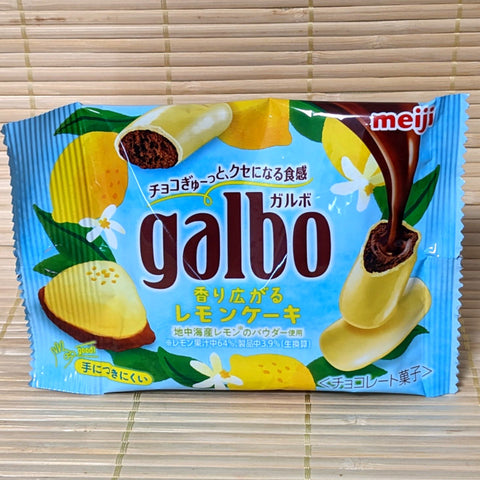 meiji
チョコぎゅーっと、クセになる食感
ガルボ
galbo
香り広がる
レモンケーキ
地中海産レモン※のパウダー使用
※レモン果汁中64%、製品中3.9%(生換算)
手につきにくい
<チョコレート菓子>